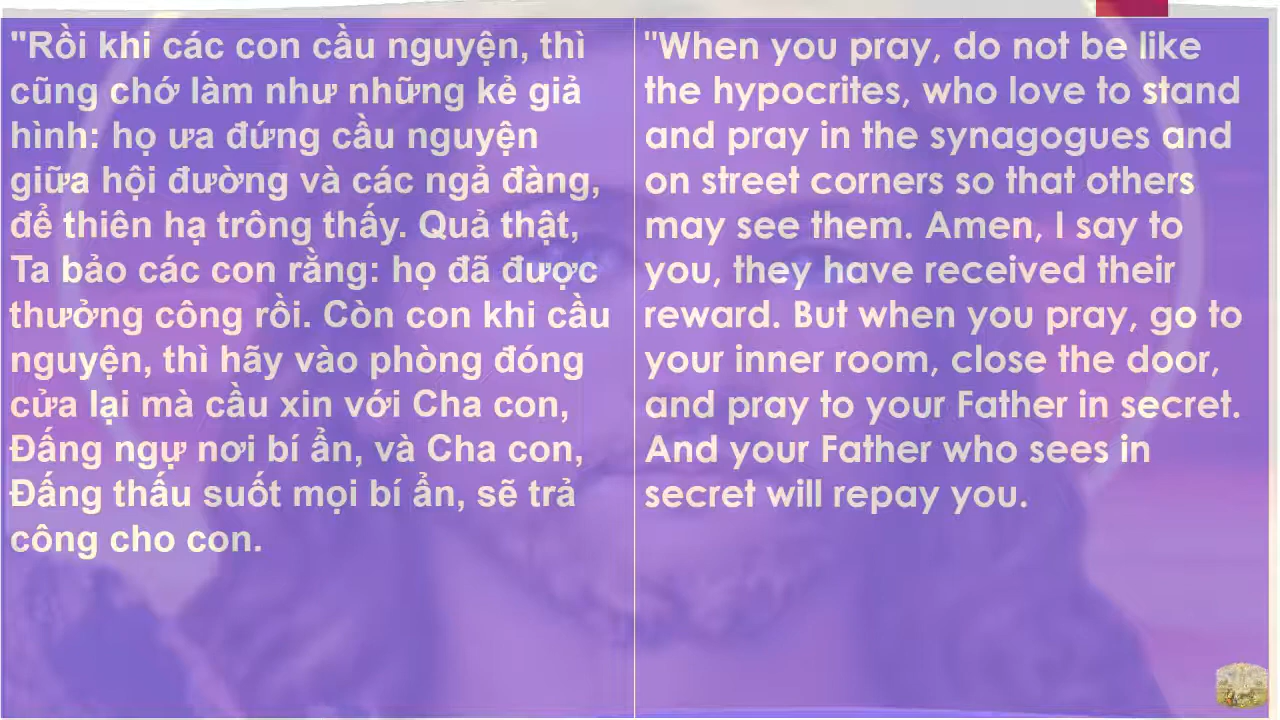 "Rồi khi các con cầu nguyện, thì
cũng chớ làm như những kẻ giả
hình: họ ưa đứng cầu nguyện
giữa hội đường và các ngả đàng,
để thiên hạ trông thấy. Quả thật,
Ta bảo các con rằng: họ đã được
thưởng công rồi. Còn con khi cầu
nguyện, thì hãy vào phòng đóng
cửa lại mà cầu xin với Cha con,
Đấng ngự nơi bí ẩn, và Cha con,
Đấng thấu suốt mọi bí ẩn, sẽ trả
công cho con.
"When you pray, do not be like
the hypocrites, who love to stand
and pray in the synagogues and
on street corners so that others
may see them. Amen, I say to
you, they have received their
reward. But when you pray, go to
your inner room, close the door,
and pray to your Father in secret.
And your Father who sees in
secret will repay you.